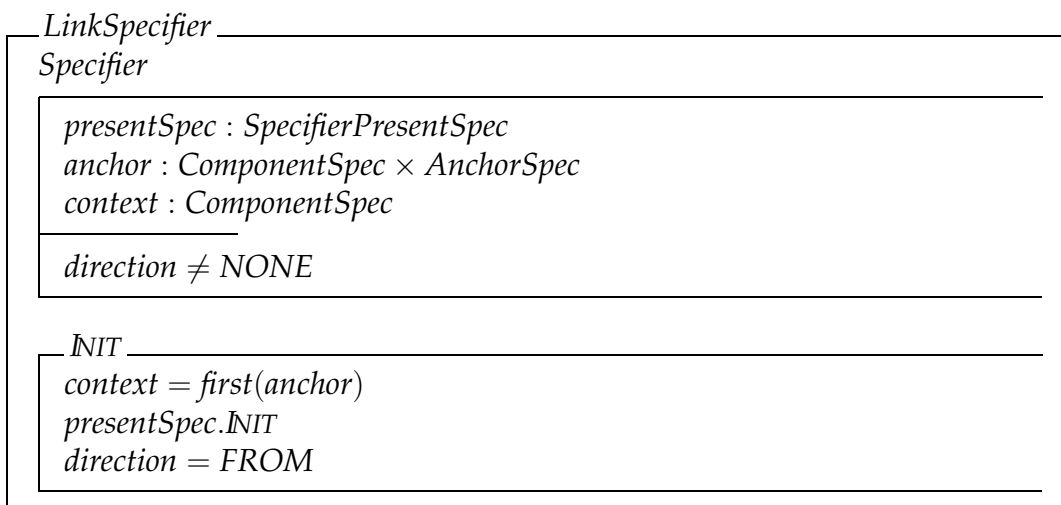 LinkSpecifier
Specifier
presentSpec : SpecifierPresentSpec
anchor : ComponentSpec × AnchorSpec
context : ComponentSpec
direction ≠ NONE
INIT
context = first(anchor)
presentSpec.INIT
direction = FROM